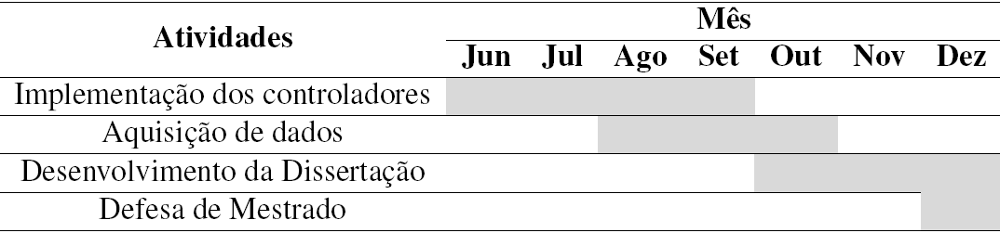 Atividades
Mês
Jun Jul Ago Set Out Nov Dez
Implementação dos controladores
Aquisição de dados
Desenvolvimento da Dissertação
Defesa de Mestrado